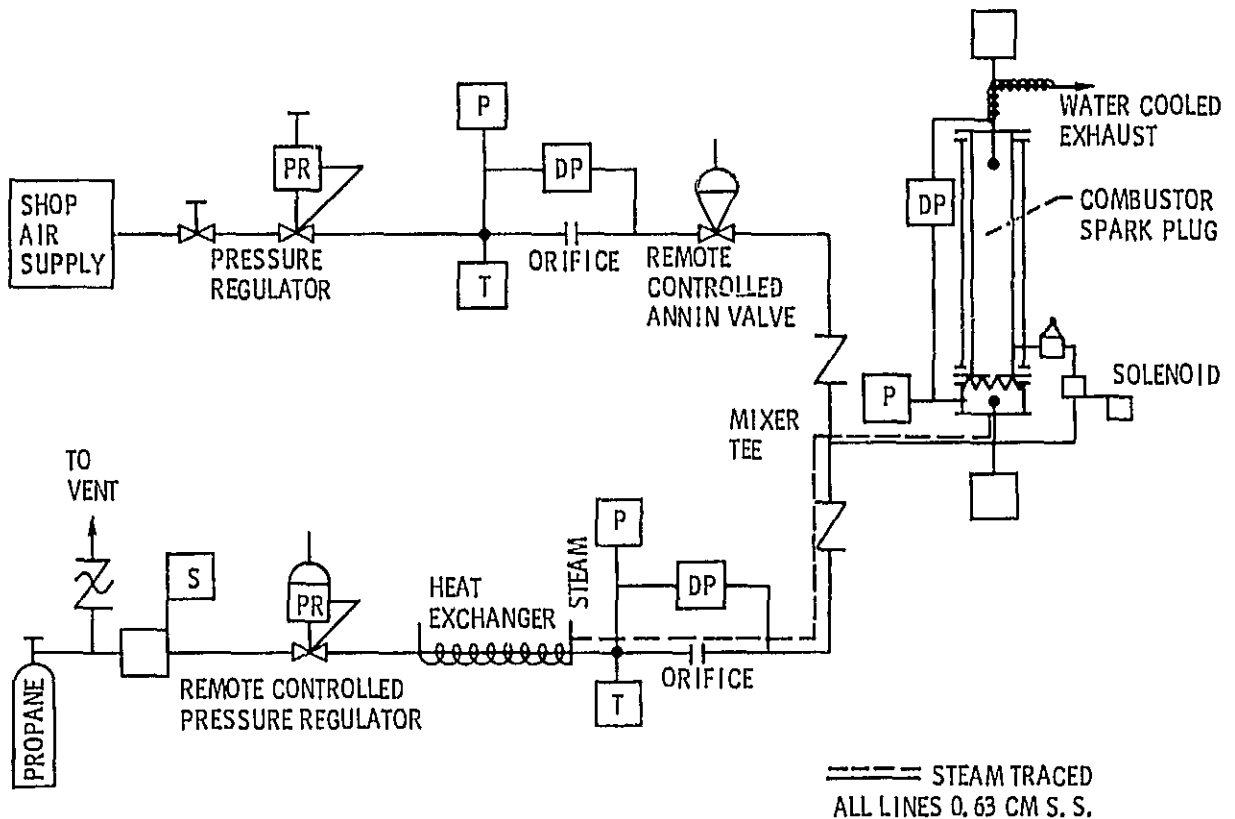 SHOP
AIR
SUPPLY
PR
PRESSURE
REGULATOR
P
DP
T
ORIFICE
REMOTE
CONTROLLED
ANNIN VALVE
WATER COOLED
EXHAUST
DP
COMBUSTOR
SPARK PLUG
P
SOLENOID
MIXER
TEE
TO
VENT
S
PROPANE
PR
REMOTE CONTROLLED
PRESSURE REGULATOR
HEAT
EXCHANGER
STEAM
P
DP
T
ORIFICE
STEAM TRACED
ALL LINES 0.63 CM S. S.